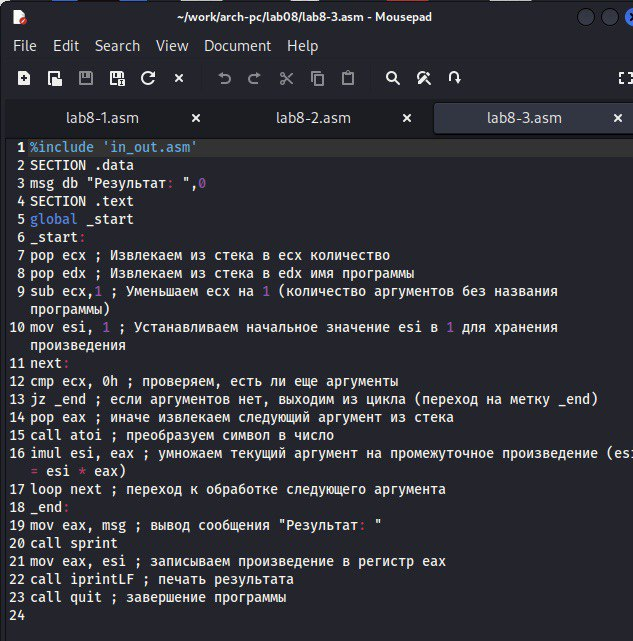 ~/work/arch-pc/lab08/lab8-3.asm - Mousepad
File Edit Search View Document Help
lab8-1.asm × lab8-2.asm × lab8-3.asm ×
1 %include 'in_out.asm'
2 SECTION .data
3 msg db "Результат: ",0
4 SECTION .text
5 global _start
6 _start:
7 pop ecx ; Извлекаем из стека в ecx количество
8 pop edx ; Извлекаем из стека в edx имя программы
9 sub ecx,1 ; Уменьшаем ecx на 1 (количество аргументов без названия
программы)
10 mov esi, 1 ; Устанавливаем начальное значение esi в 1 для хранения
произведения
11 next:
12 cmp ecx, 0h ; проверяем, есть ли еще аргументы
13 jz _end ; если аргументов нет, выходим из цикла (переход на метку _end)
14 pop eax ; иначе извлекаем следующий аргумент из стека
15 call atoi ; преобразуем символ в число
16 imul esi, eax ; умножаем текущий аргумент на промежуточное произведение (esi
= esi * eax)
17 loop next ; переход к обработке следующего аргумента
18 _end:
19 mov eax, msg ; вывод сообщения "Результат: "
20 call sprint
21 mov eax, esi ; записываем произведение в регистр eax
22 call iprintLF ; печать результата
23 call quit ; завершение программы
24